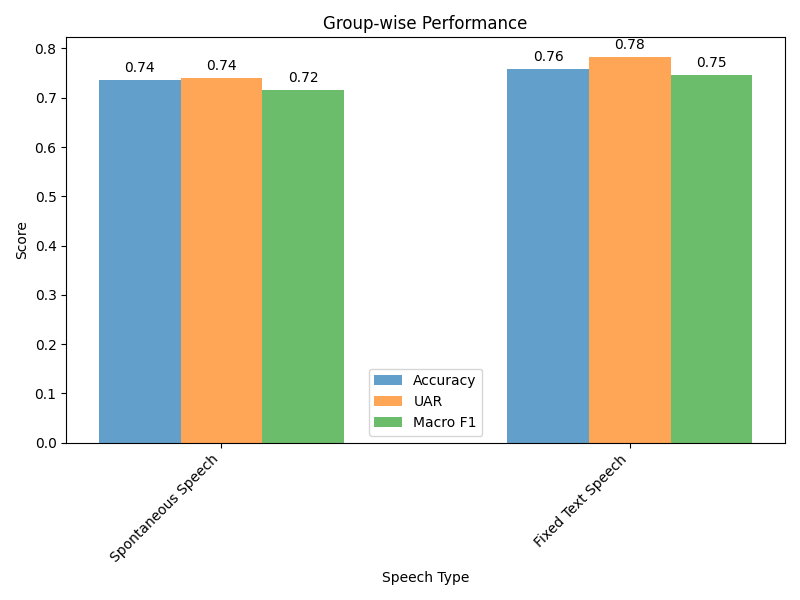 Group-wise Performance
0.8
0.7
0.6
0.5
0.4
0.3
0.2
0.1
0.0
Score
0.74
0.74
0.72
0.76
0.78
0.75
Accuracy
UAR
Macro F1
Spontaneous Speech
Fixed Text Speech
Speech Type